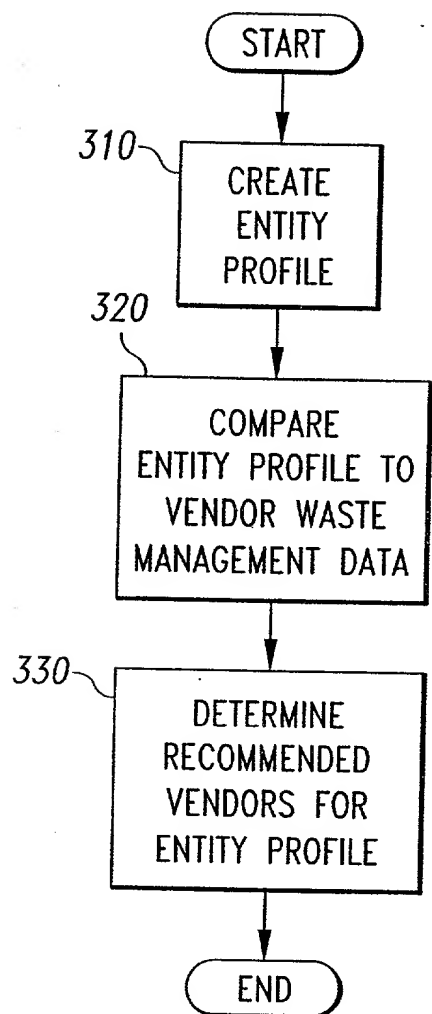 START
310
CREATE
ENTITY
PROFILE
320
COMPARE
ENTITY PROFILE TO
VENDOR WASTE
MANAGEMENT DATA
330
DETERMINE
RECOMMENDED
VENDORS FOR
ENTITY PROFILE
END